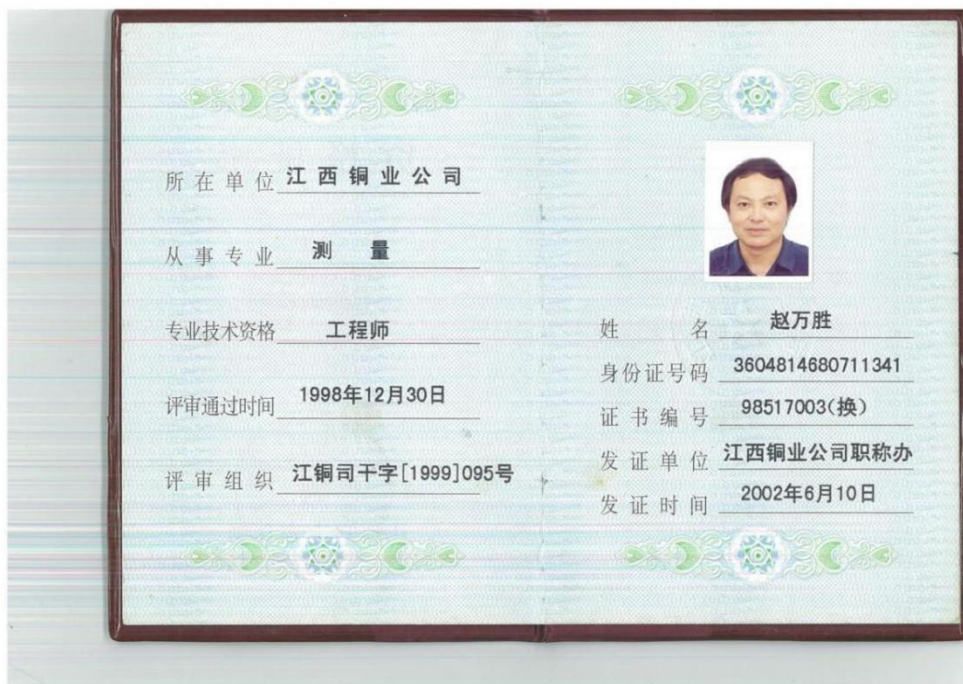 所在单位 江西铜业公司
从事专业 测量
专业技术资格 工程师
评审通过时间 1998年12月30日
评审组织 江铜司干字[1999]095号
姓名 赵万胜
身份证号码 3604814680711341
证书编号 98517003(换)
发证单位 江西铜业公司职称办
发证时间 2002年6月10日